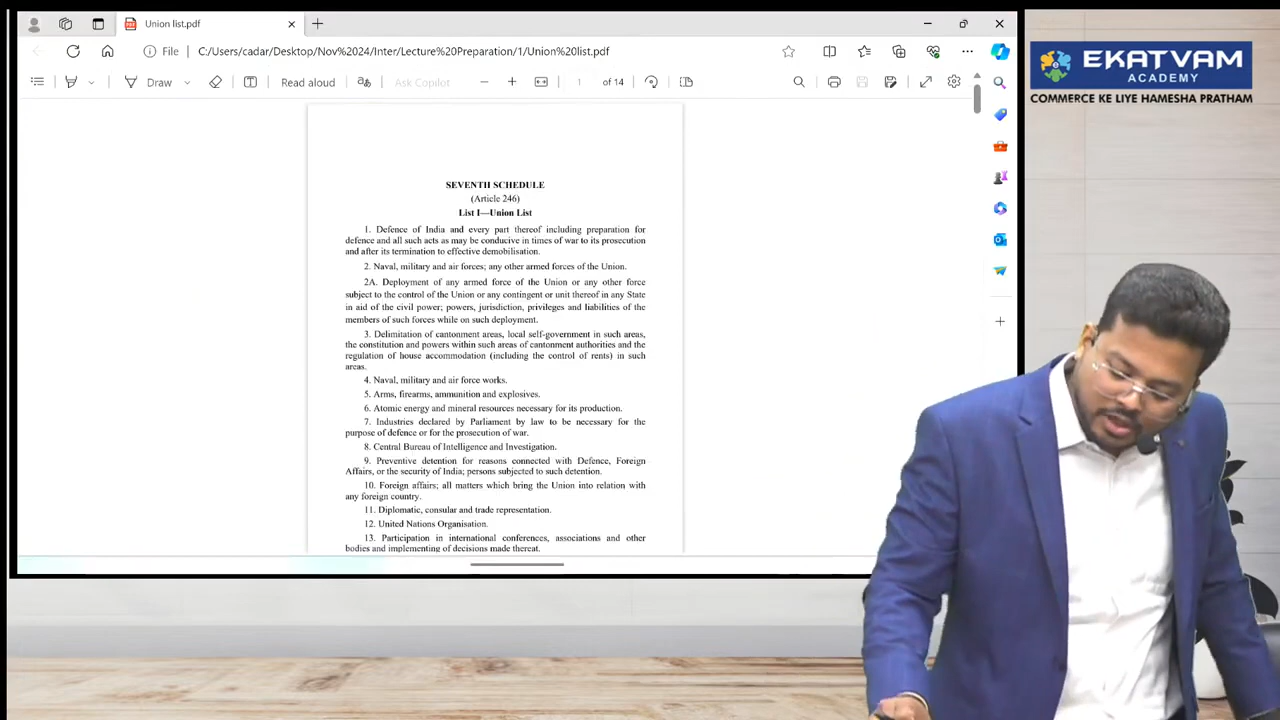 Union list.pdf
File
C:/Users/cadar/Desktop/Nov%2024/Inter/Lecture%20Preparation/1/Union%20list.pdf
Draw
Read aloud
Ask Copilot
1 of 14
EKATVAM
ACADEMY
COMMERCE KE LIYE HAMESHA PRATHAM
SEVENTH SCHEDULE
(Article 246)
List I—Union List
1. Defence of India and every part thereof including preparation for
defence and all such acts as may be conducive in times of war to its prosecution
and after its termination to effective demobilisation.
2. Naval, military and air forces; any other armed forces of the Union.
2A. Deployment of any armed force of the Union or any other force
subject to the control of the Union or any contingent or unit thereof in any State
in aid of the civil power; powers, jurisdiction, privileges and liabilities of the
members of such forces while on such deployment.
3. Delimitation of cantonment areas, local self-government in such areas,
the constitution and powers within such areas of cantonment authorities and the
regulation of house accommodation (including the control of rents) in such
areas.
4. Naval, military and air force works.
5. Arms, firearms, ammunition and explosives.
6. Atomic energy and mineral resources necessary for its production.
7. Industries declared by Parliament by law to be necessary for the
purpose of defence or for the prosecution of war.
8. Central Bureau of Intelligence and Investigation.
9. Preventive detention for reasons connected with Defence, Foreign
Affairs, or the security of India; persons subjected to such detention.
10. Foreign affairs; all matters which bring the Union into relation with
any foreign country.
11. Diplomatic, consular and trade representation.
12. United Nations Organisation.
13. Participation in international conferences, associations and other
bodies and implementing of decisions made thereat.